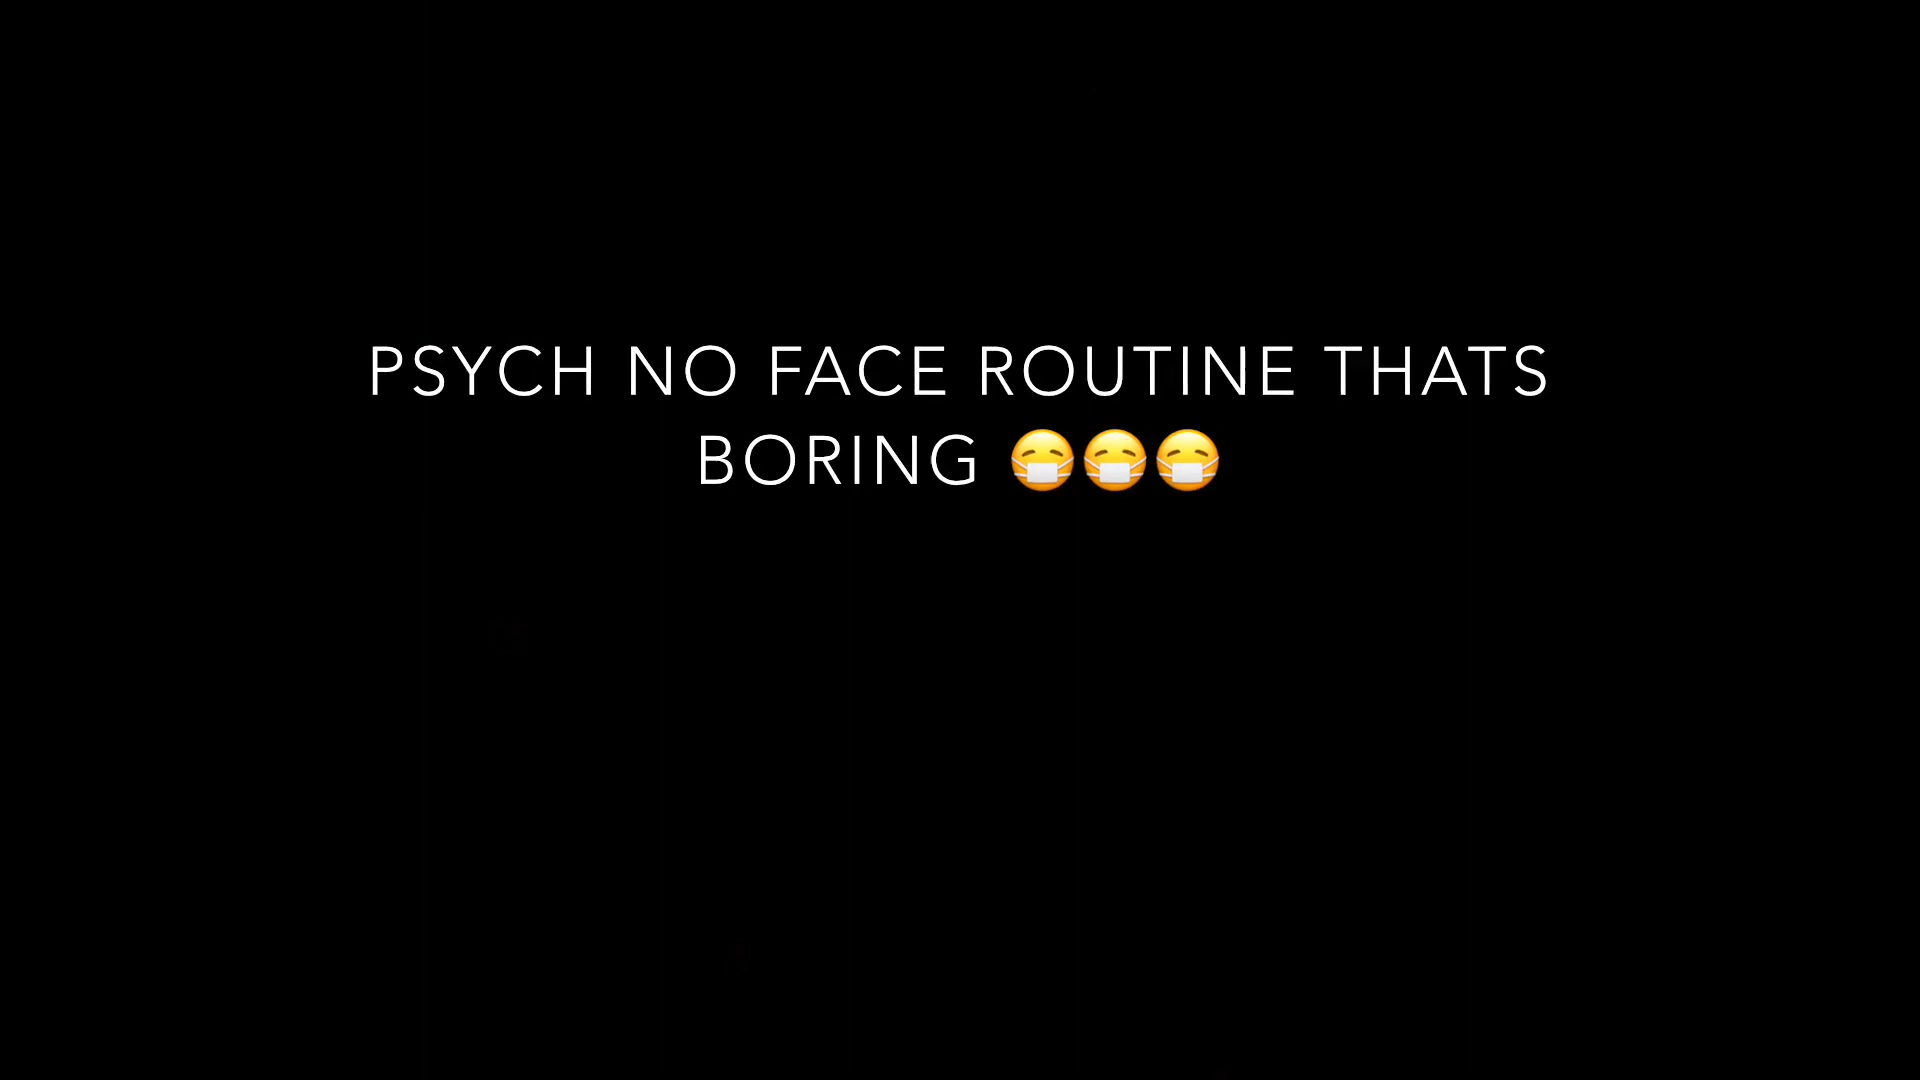 PSYCH NO FACE ROUTINE THATS
BORING 😷😷😷